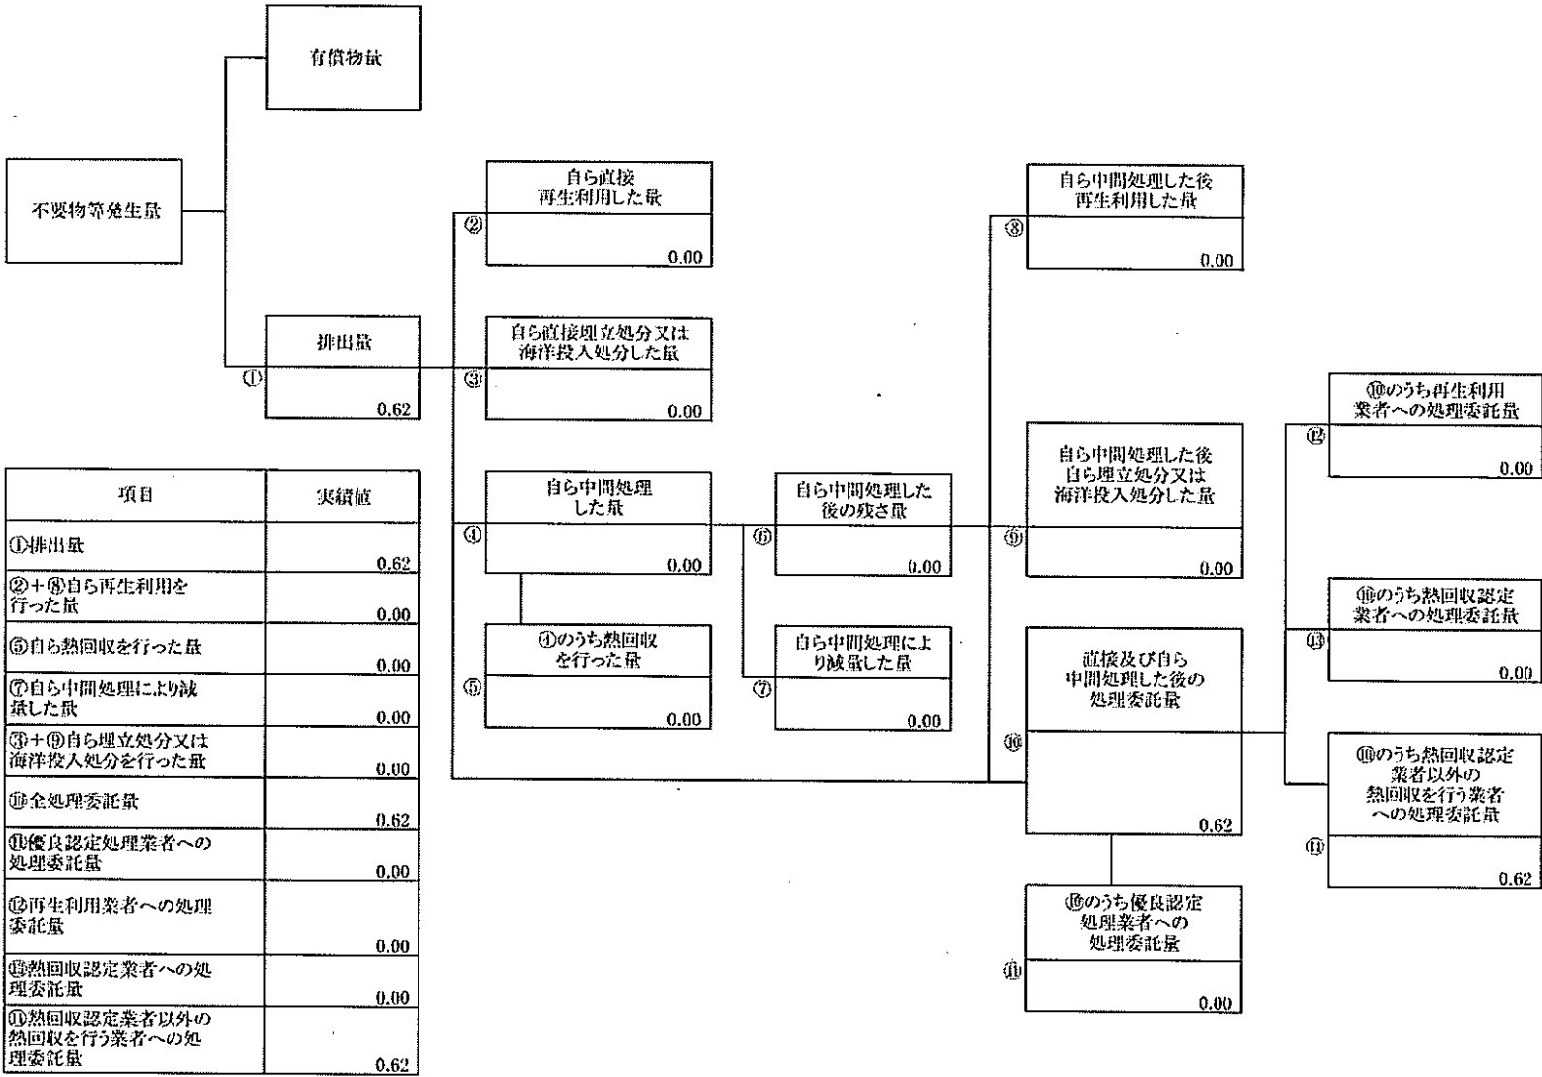 有償物量
不要物等発生量
排出量
①
0.62
自ら直接
再生利用した量
②
0.00
自ら直接埋立処分又は
海洋投入処分した量
③
0.00
自ら中間処理
した量
④
0.00
④のうち熱回収
を行った量
⑤
0.00
自ら中間処理した
後の残さ量
⑥
0.00
自ら中間処理によ
り減量した量
⑦
0.00
自ら中間処理した後
再生利用した量
⑧
0.00
自ら中間処理した後
自ら埋立処分又は
海洋投入処分した量
⑨
0.00
直接及び自ら
中間処理した後の
処理委託量
⑩
0.62
⑩のうち優良認定
処理業者への
処理委託量
⑪
0.00
⑩のうち再生利用
業者への処理委託量
⑫
0.00
⑩のうち熱回収認定
業者への処理委託量
⑬
0.00
⑩のうち熱回収認定
業者以外の
熱回収を行う業者
への処理委託量
⑭
0.62
項目 実績値
①排出量
0.62
②+⑧自ら再生利用を
行った量
0.00
⑤自ら熱回収を行った量
0.00
⑦自ら中間処理により減
量した量
0.00
③+⑨自ら埋立処分又は
海洋投入処分を行った量
0.00
⑩全処理委託量
0.62
⑪優良認定処理業者への
処理委託量
0.00
⑫再生利用業者への処理
委託量
0.00
⑬熱回収認定業者への処
理委託量
0.00
⑭熱回収認定業者以外の
熱回収を行う業者への処
理委託量
0.62